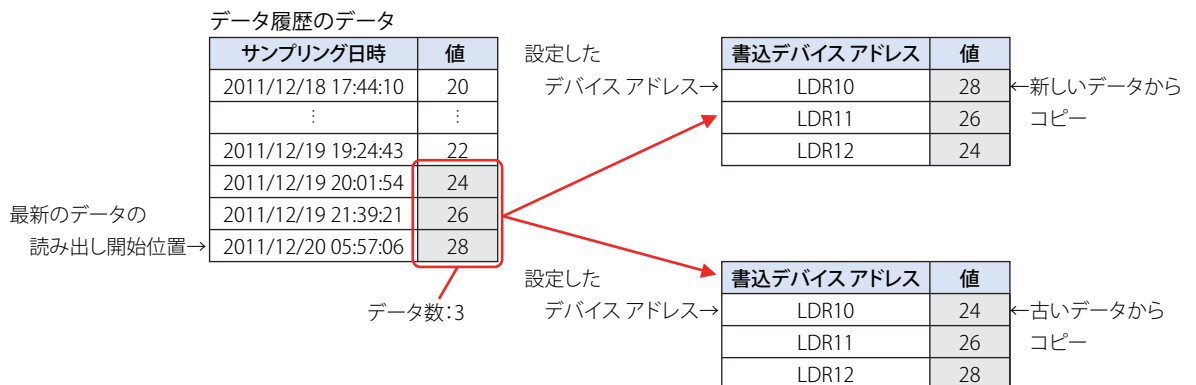 データ履歴のデータ
サンプリング日時 値
2011/12/18 17:44:10 20
⋮ ⋮
2011/12/19 19:24:43 22
2011/12/19 20:01:54 24
2011/12/19 21:39:21 26
2011/12/20 05:57:06 28
最新のデータの
読み出し開始位置→
データ数:3
設定した
デバイス アドレス→
書込デバイス アドレス 値
LDR10 28
LDR11 26
LDR12 24
←新しいデータから
コピー
設定した
デバイス アドレス→
書込デバイス アドレス 値
LDR10 24
LDR11 26
LDR12 28
←古いデータから
コピー